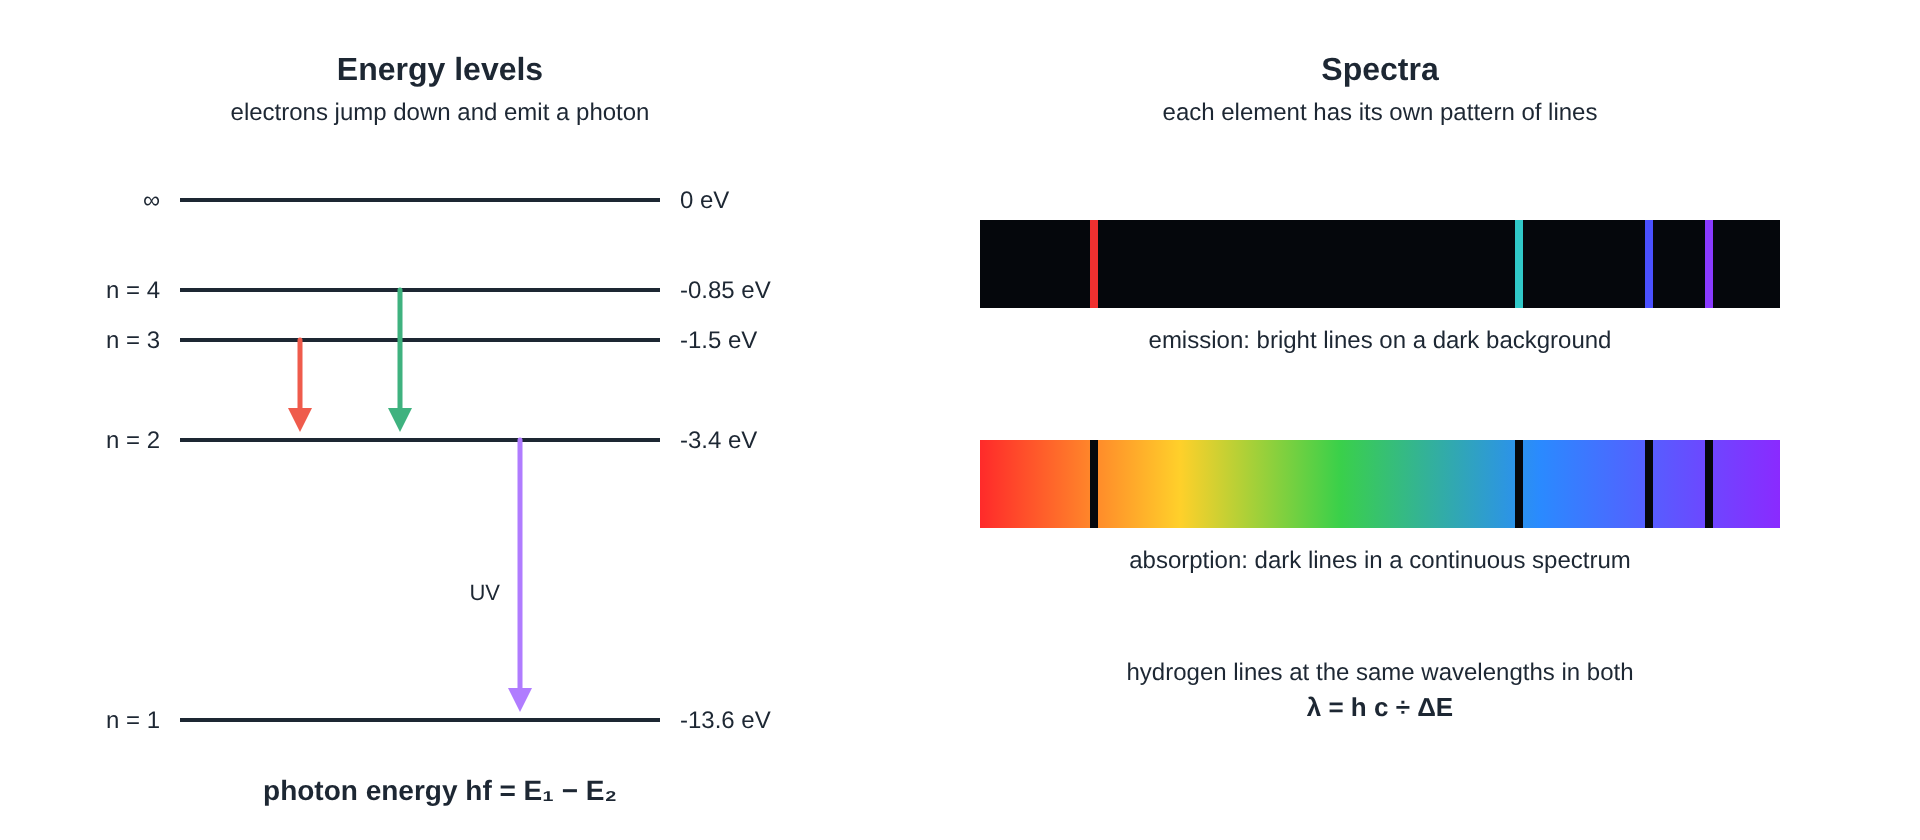 Energy levels
electrons jump down and emit a photon
∞ 0 eV
n = 4 -0.85 eV
n = 3 -1.5 eV
n = 2 -3.4 eV
UV
n = 1 -13.6 eV
photon energy hf = E₁ − E₂
Spectra
each element has its own pattern of lines
emission: bright lines on a dark background
absorption: dark lines in a continuous spectrum
hydrogen lines at the same wavelengths in both
λ = h c ÷ ΔE